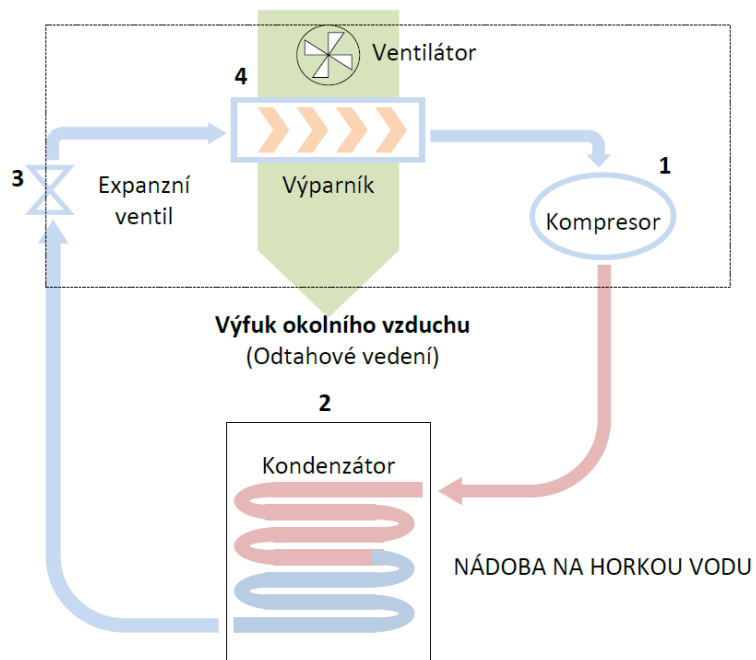 Ventilátor
4
1
3
Expanzní
ventil
Výparník
Kompresor
Výfuk okolního vzduchu
(Odtahové vedení)
2
Kondenzátor
NÁDOBA NA HORKOU VODU